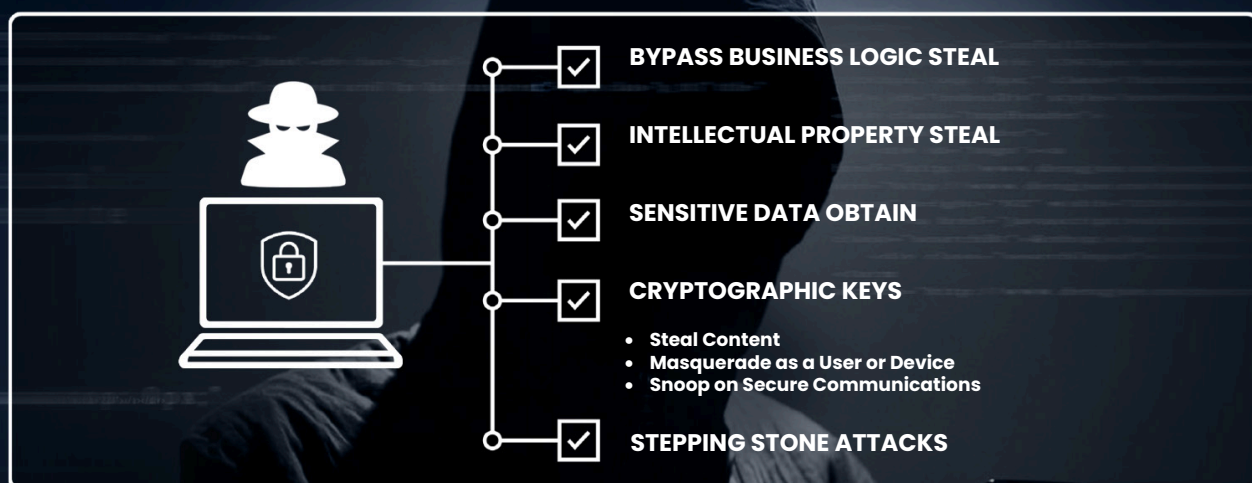 BYPASS BUSINESS LOGIC STEAL
INTELLECTUAL PROPERTY STEAL
SENSITIVE DATA OBTAIN
CRYPTOGRAPHIC KEYS
• Steal Content
• Masquerade as a User or Device
• Snoop on Secure Communications
STEPPING STONE ATTACKS